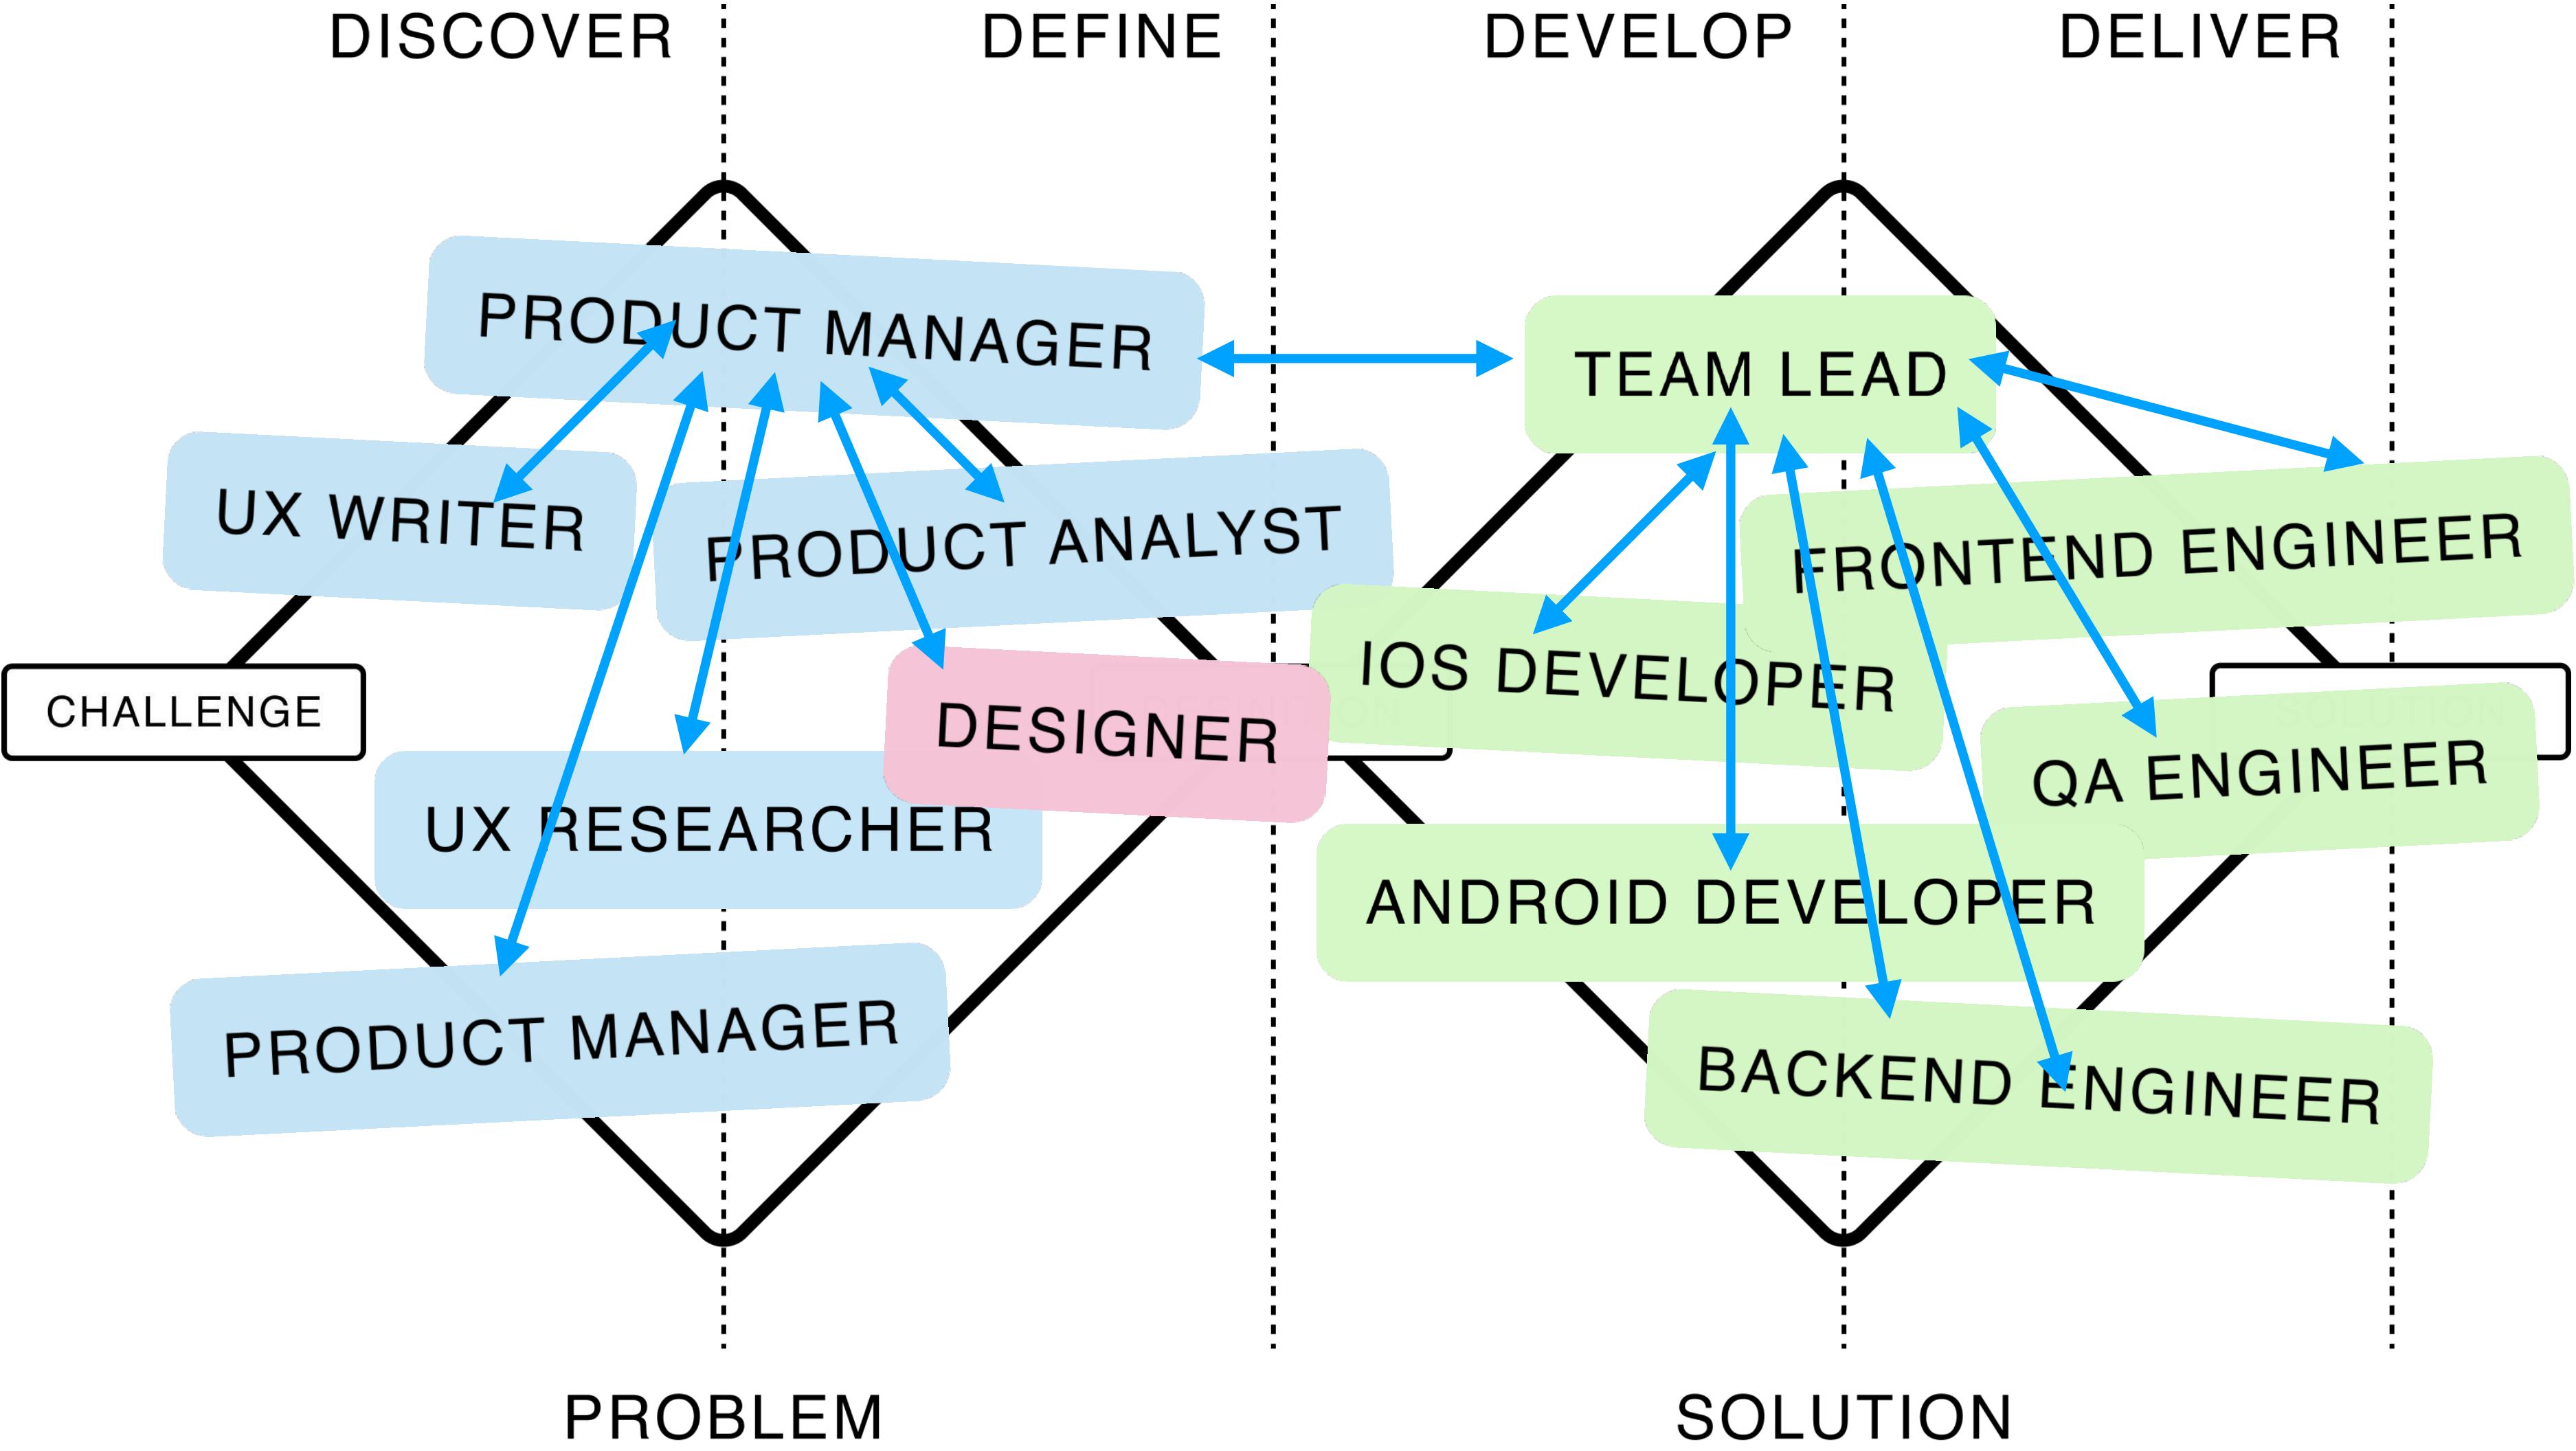 DISCOVER
DEFINE
DEVELOP
DELIVER
PRODUCT MANAGER
TEAM LEAD
UX WRITER
PRODUCT ANALYST
FRONTEND ENGINEER
IOS DEVELOPER
CHALLENGE
DESIGNER
QA ENGINEER
UX RESEARCHER
ANDROID DEVELOPER
PRODUCT MANAGER
BACKEND ENGINEER
PROBLEM
SOLUTION